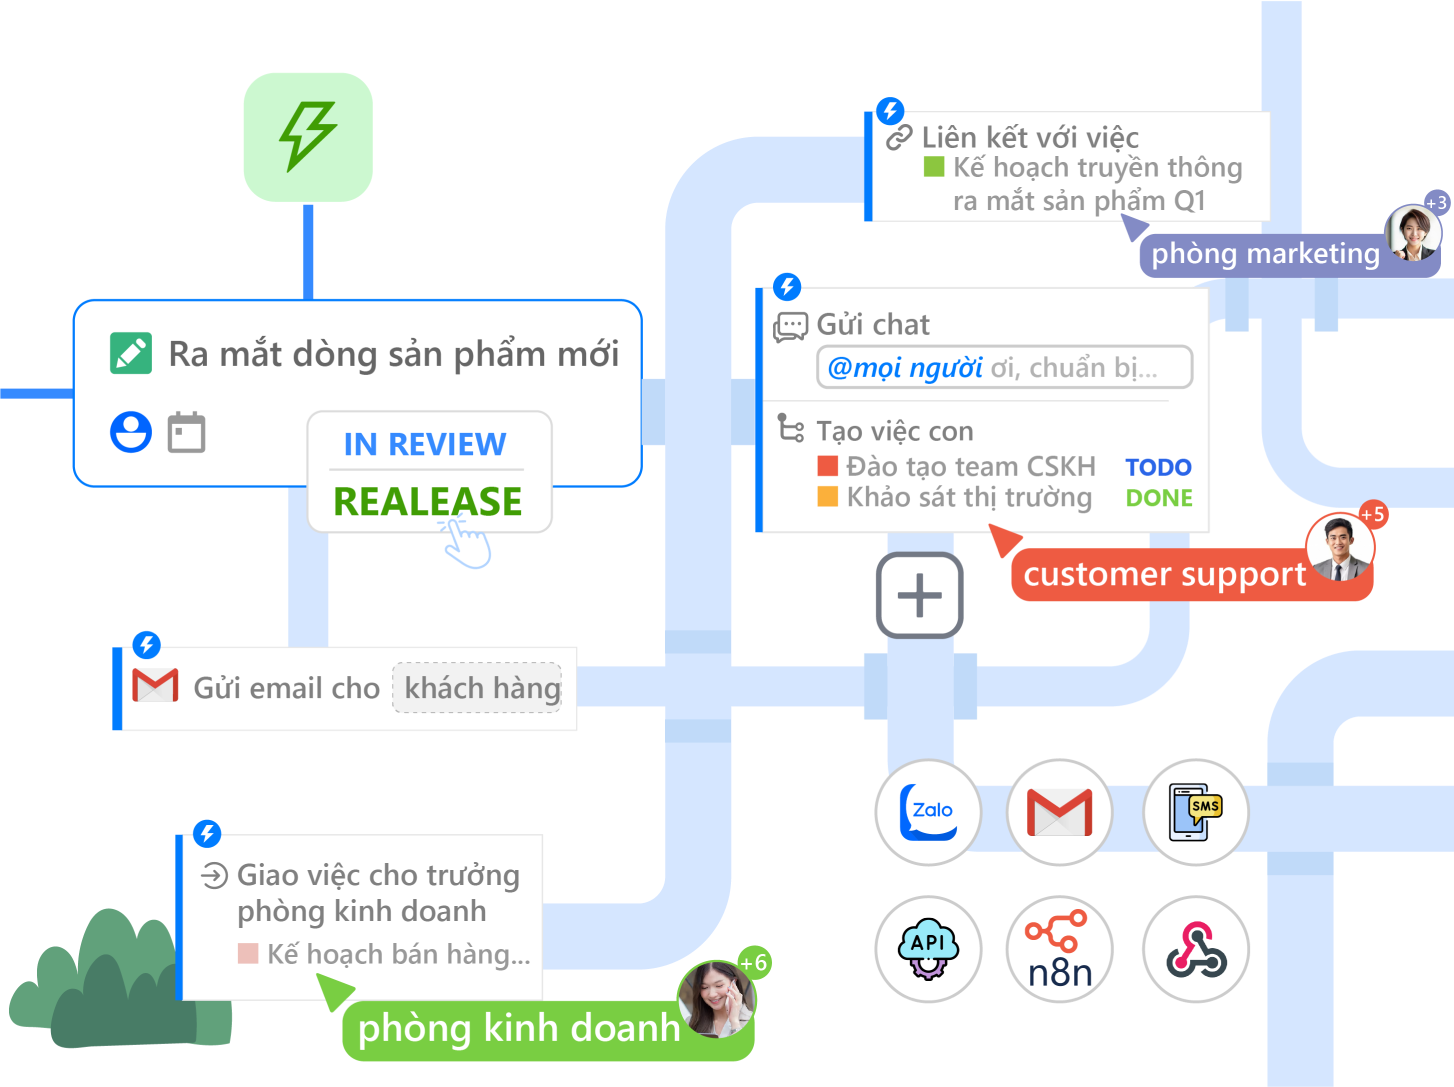 Liên kết với việc
Kế hoạch truyền thông
ra mắt sản phẩm Q1
+3
phòng marketing
Ra mắt dòng sản phẩm mới
IN REVIEW
REALEASE
Gửi chat
@mọi người ơi, chuẩn bị...
Tạo việc con
Đào tạo team CSKH TODO
Khảo sát thị trường DONE
+5
customer support
Gửi email cho khách hàng
Zalo
SMS
API
n8n
Giao việc cho trưởng
phòng kinh doanh
Kế hoạch bán hàng...
+6
phòng kinh doanh